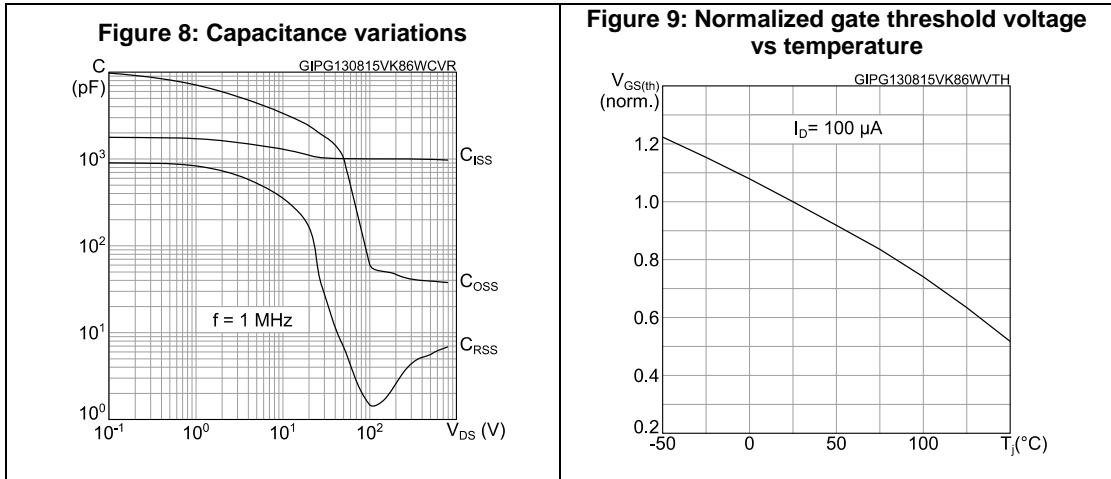 Figure 8: Capacitance variations
GIPG130815VK86WCVR
C
(pF)
10³
10²
10¹
10⁰
10⁻¹
10⁰
10¹
10²
V_DS (V)
C_ISS
C_OSS
C_RSS
f = 1 MHz
Figure 9: Normalized gate threshold voltage
vs temperature
GIPG130815VK86WVTH
V_GS(th)
(norm.)
I_D= 100 µA
1.2
1.0
0.8
0.6
0.4
0.2
-50
0
50
100
T_j(°C)